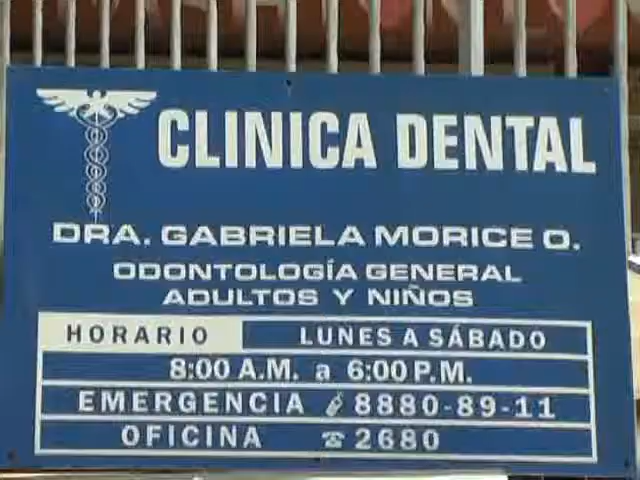 CLINICA DENTAL
DRA. GABRIELA MORICE O.
ODONTOLOGÍA GENERAL
ADULTOS Y NIÑOS
HORARIO LUNES A SÁBADO
8:00 A.M. a 6:00 P.M.
EMERGENCIA 8880-89-11
OFICINA 2680